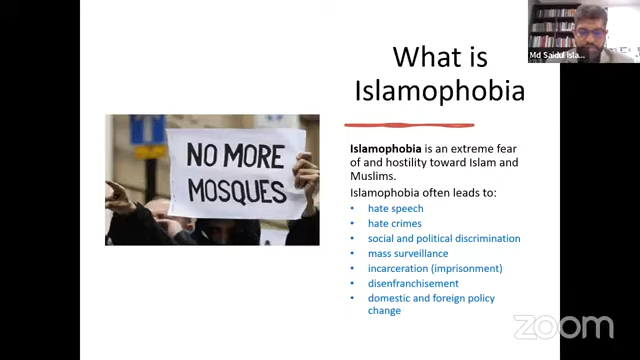 What is
Islamophobia
NO MORE
MOSQUES
Islamophobia is an extreme fear
of and hostility toward Islam and
Muslims.
Islamophobia often leads to:
• hate speech
• hate crimes
• social and political discrimination
• mass surveillance
• incarceration (imprisonment)
• disenfranchisement
• domestic and foreign policy
change
Md Saidul Isla...
zoom